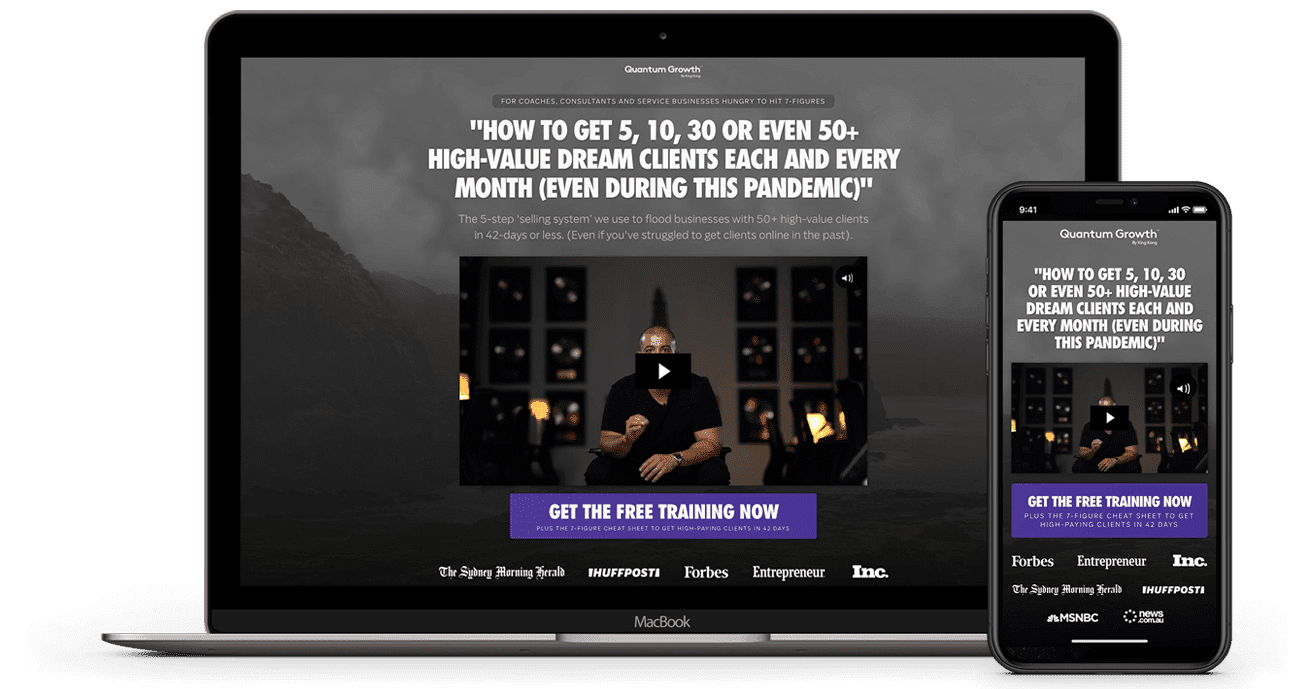 Quantum Growth™
By King Kong
FOR COACHES, CONSULTANTS AND SERVICE BUSINESSES HUNGRY TO HIT 7-FIGURES
"HOW TO GET 5, 10, 30 OR EVEN 50+
HIGH-VALUE DREAM CLIENTS EACH AND EVERY
MONTH (EVEN DURING THIS PANDEMIC)"
The 5-step 'selling system' we use to flood businesses with 50+ high-value clients
in 42-days or less. (Even if you've struggled to get clients online in the past).
GET THE FREE TRAINING NOW
PLUS THE 7-FIGURE CHEAT SHEET TO GET HIGH-PAYING CLIENTS IN 42 DAYS
The Sydney Morning Herald IHUFFPOSTI Forbes Entrepreneur Inc.
MacBook
9:41
Quantum Growth™
By King Kong
"HOW TO GET 5, 10, 30
OR EVEN 50+ HIGH-VALUE
DREAM CLIENTS EACH AND
EVERY MONTH (EVEN DURING
THIS PANDEMIC)"
GET THE FREE TRAINING NOW
PLUS THE 7-FIGURE CHEAT SHEET TO GET
HIGH-PAYING CLIENTS IN 42 DAYS
Forbes Entrepreneur Inc.
The Sydney Morning Herald IHUFFPOSTI
MSNBC news
.com.au